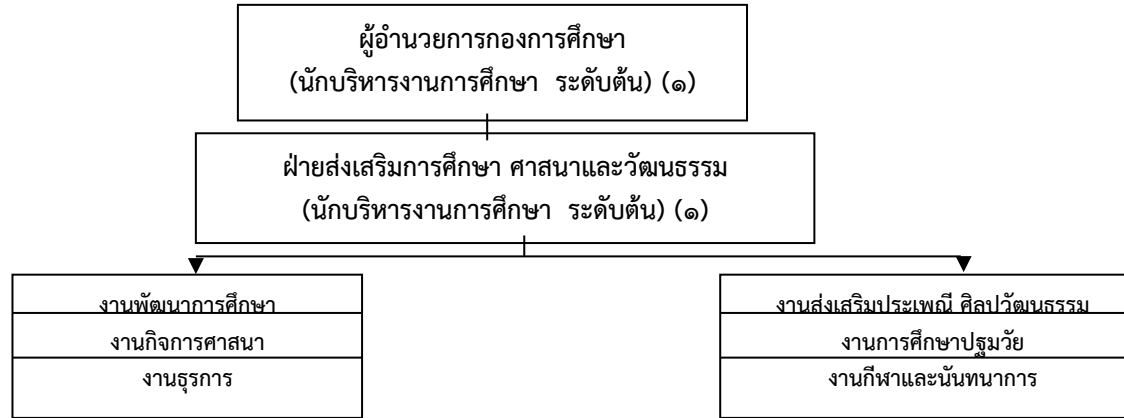 ผู้อำนวยการกองการศึกษา
(นักบริหารงานการศึกษา ระดับต้น) (๑)
ฝ่ายส่งเสริมการศึกษา ศาสนาและวัฒนธรรม
(นักบริหารงานการศึกษา ระดับต้น) (๑)
งานพัฒนาการศึกษา
งานกิจการศาสนา
งานธุรการ
งานส่งเสริมประเพณี ศิลปวัฒนธรรม
งานการศึกษาปฐมวัย
งานกีฬาและนันทนาการ